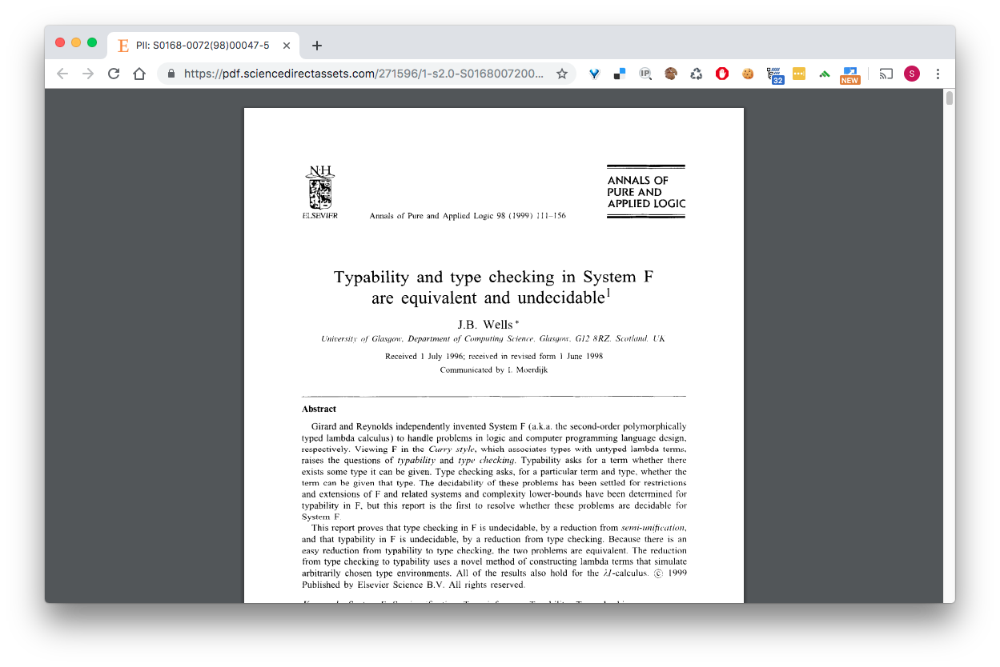 PII: S0168-0072(98)00047-5
https://pdf.sciencedirectassets.com/271596/1-s2.0-S0168007200...
IP
32
NEW
S
N·H
ELSEVIER
Annals of Pure and Applied Logic 98 (1999) 111–156
ANNALS OF
PURE AND
APPLIED LOGIC
Typability and type checking in System F
are equivalent and undecidable¹
J.B. Wells *
University of Glasgow, Department of Computing Science, Glasgow, G12 8RZ, Scotland, UK
Received 1 July 1996; received in revised form 1 June 1998
Communicated by I. Moerdijk
Abstract
Girard and Reynolds independently invented System F (a.k.a. the second-order polymorphically
typed lambda calculus) to handle problems in logic and computer programming language design,
respectively. Viewing F in the Curry style, which associates types with untyped lambda terms,
raises the questions of typability and type checking. Typability asks for a term whether there
exists some type it can be given. Type checking asks, for a particular term and type, whether the
term can be given that type. The decidability of these problems has been settled for restrictions
and extensions of F and related systems and complexity lower-bounds have been determined for
typability in F, but this report is the first to resolve whether these problems are decidable for
System F.
This report proves that type checking in F is undecidable, by a reduction from semi-unification,
and that typability in F is undecidable, by a reduction from type checking. Because there is an
easy reduction from typability to type checking, the two problems are equivalent. The reduction
from type checking to typability uses a novel method of constructing lambda terms that simulate
arbitrarily chosen type environments. All of the results also hold for the λI-calculus. © 1999
Published by Elsevier Science B.V. All rights reserved.